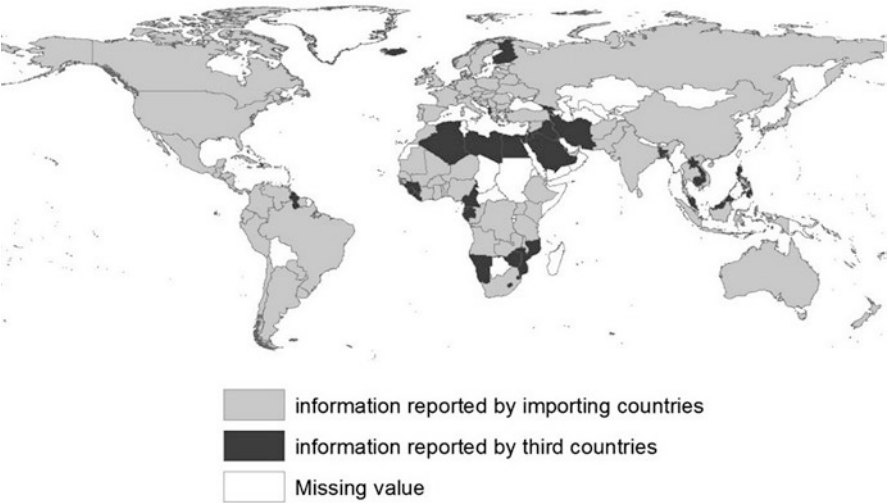 information reported by importing countries
information reported by third countries
Missing value